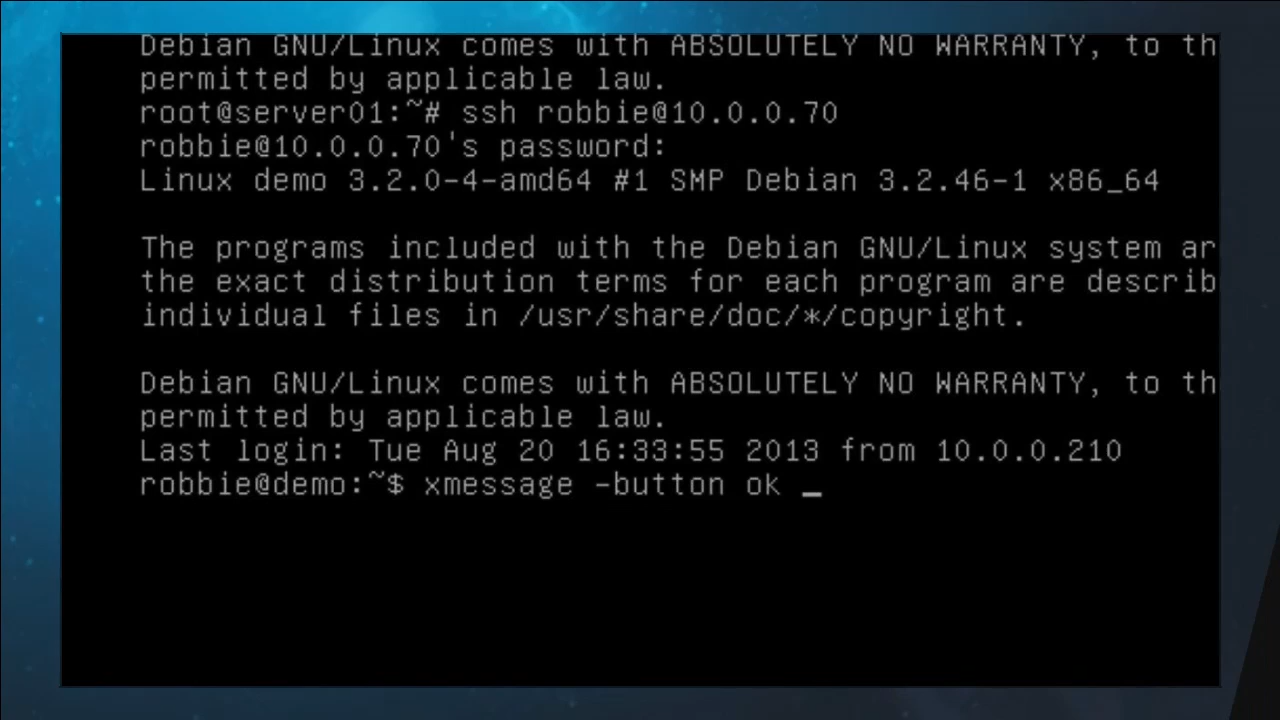 Debian GNU/Linux comes with ABSOLUTELY NO WARRANTY, to th
permitted by applicable law.
root@server01:~# ssh robbie@10.0.0.70
robbie@10.0.0.70's password:
Linux demo 3.2.0-4-amd64 #1 SMP Debian 3.2.46-1 x86_64
The programs included with the Debian GNU/Linux system ar
the exact distribution terms for each program are describ
individual files in /usr/share/doc/*/copyright.
Debian GNU/Linux comes with ABSOLUTELY NO WARRANTY, to th
permitted by applicable law.
Last login: Tue Aug 20 16:33:55 2013 from 10.0.0.210
robbie@demo:~$ xmessage -button ok _